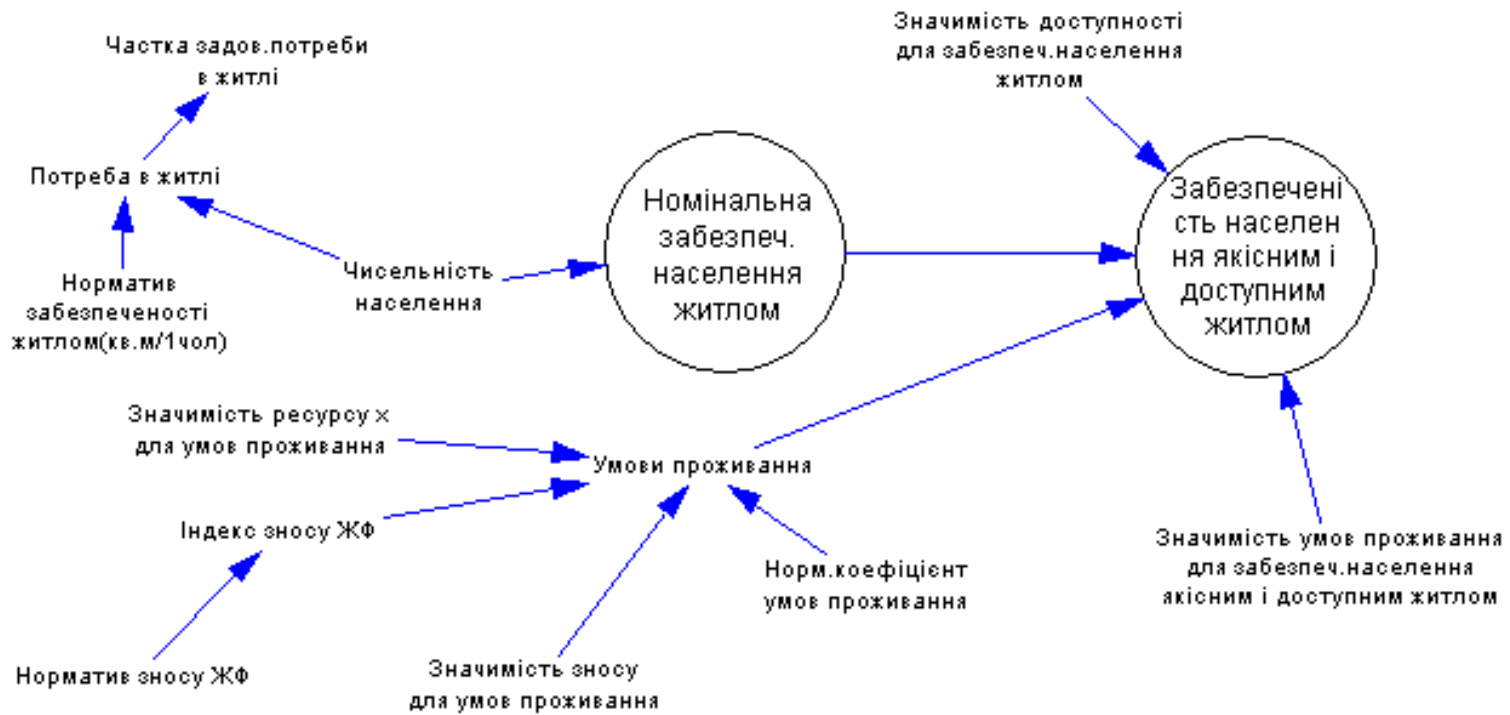 Частка задов.потреби
в житлі
Значимість доступності
для забезпеч.населення
житлом
Потреба в житлі
Номінальна
забезпеч.
населення
житлом
Забезпечені
сть населен
ня якісним і
доступним
житлом
Чисельність
населення
Норматив
забезпеченості
житлом(кв.м/1чол)
Значимість ресурсу х
для умов проживання
Умови проживання
Індекс зносу ЖФ
Норм.коефіцієнт
умов проживання
Значимість умов проживання
для забезпеч.населення
якісним і доступним житлом
Норматив зносу ЖФ
Значимість зносу
для умов проживання